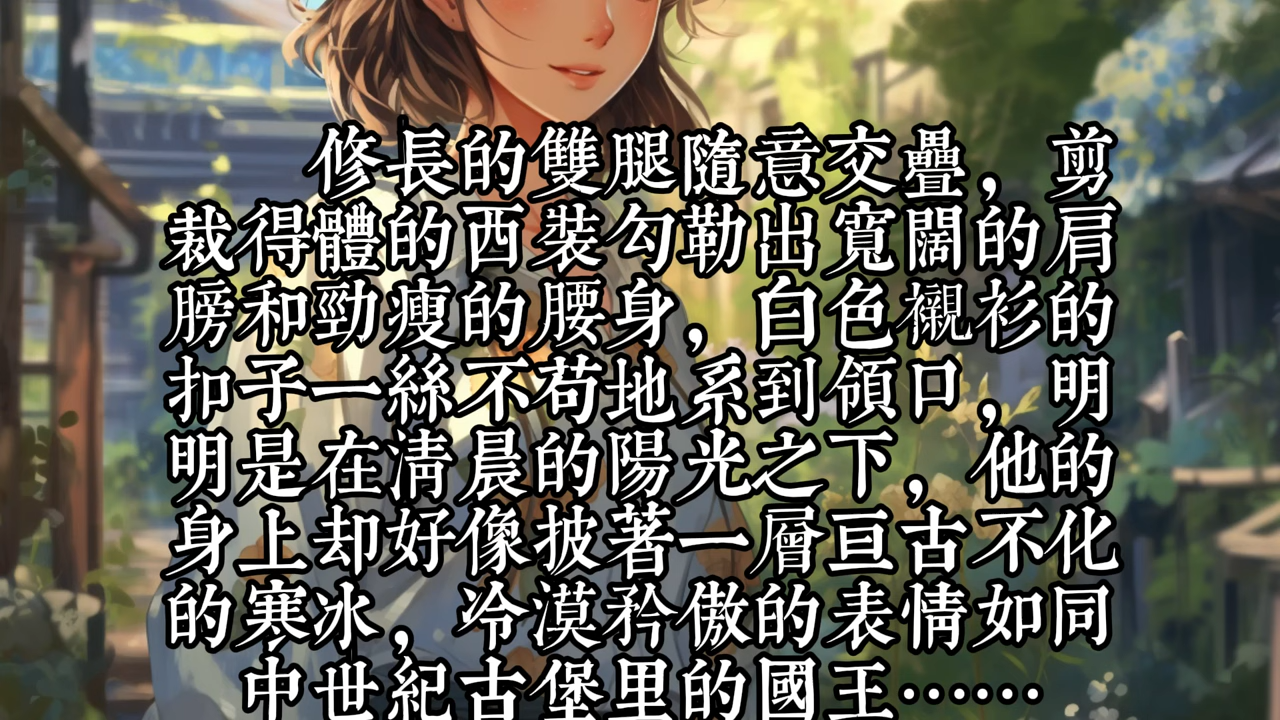 修長的雙腿隨意交疊，剪
裁得體的西裝勾勒出寬闊的肩
膀和勁瘦的腰身，白色襯衫的
扣子一絲不苟地系到領口，明
明是在清晨的陽光之下，他的
身上却好像披著一層亘古不化
的寒冰，冷漠矜傲的表情如同
中世紀古堡里的國王⋯⋯